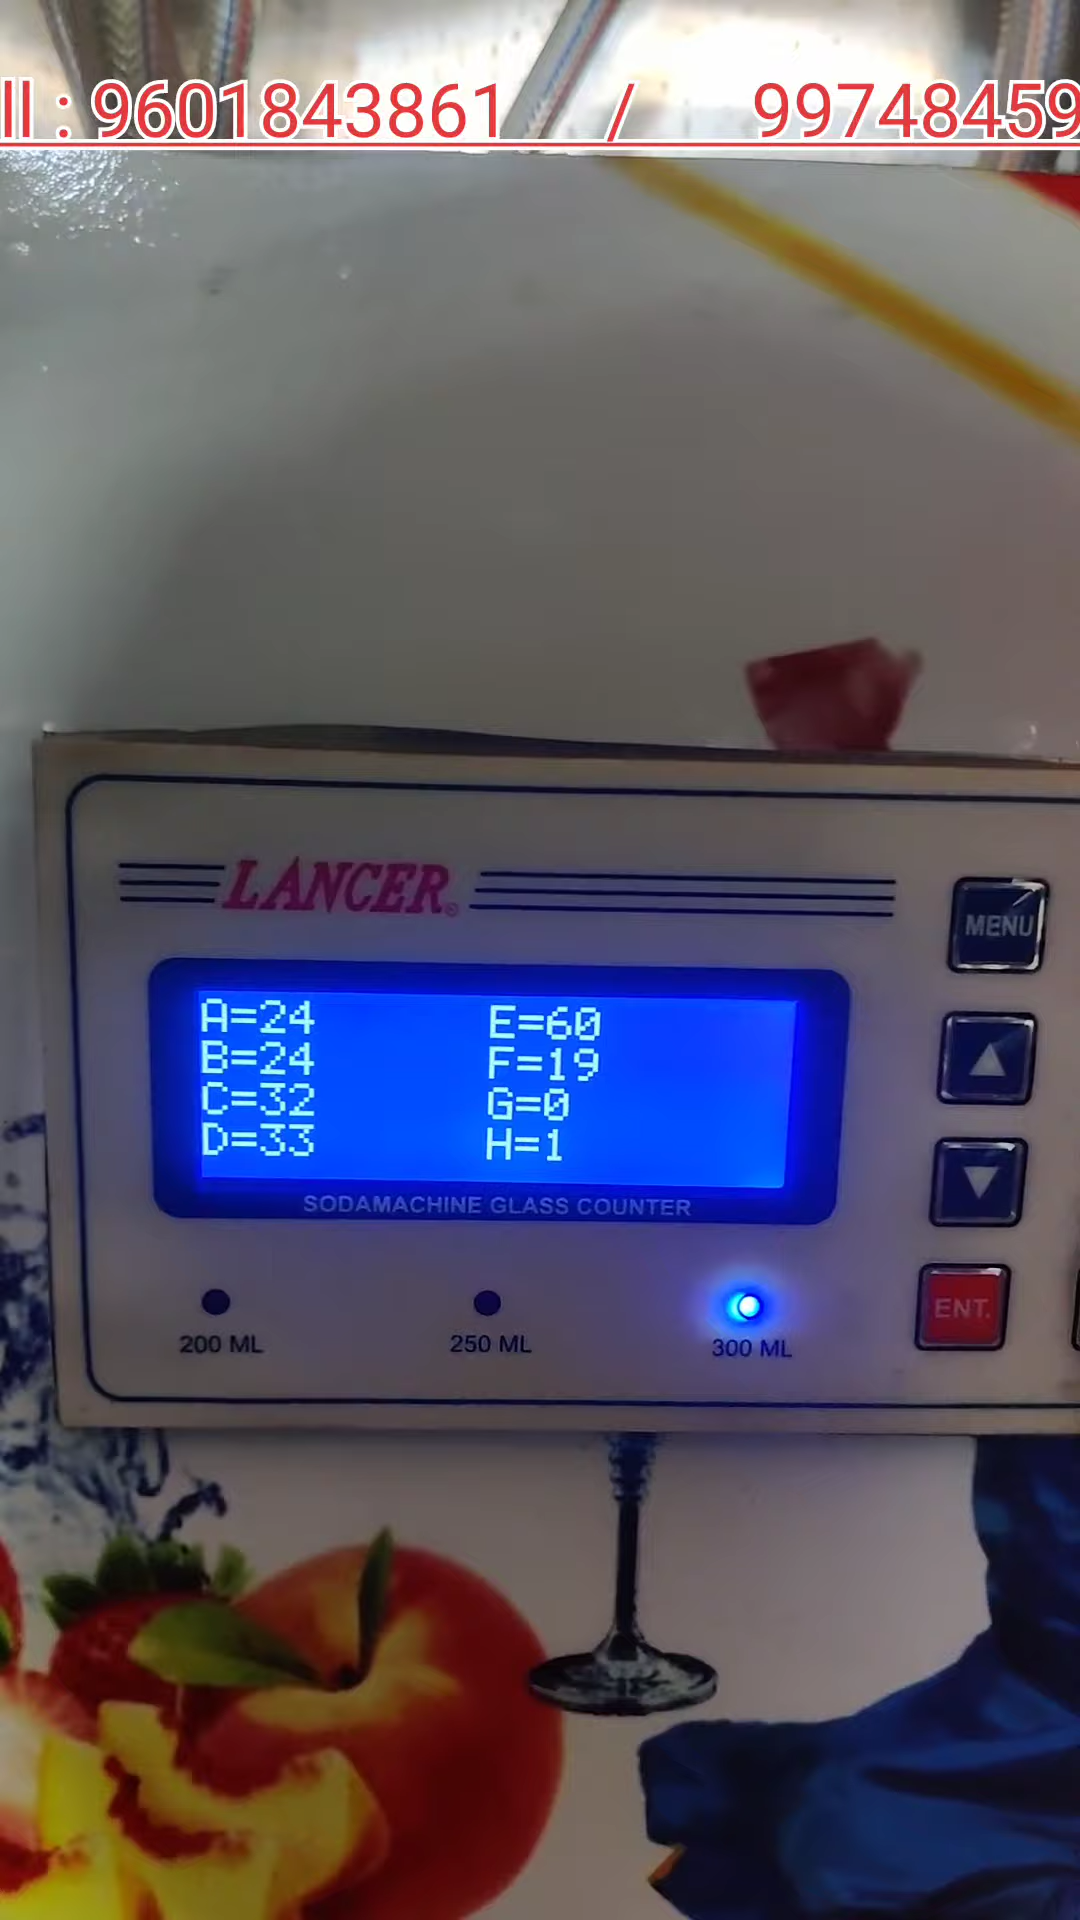 ll : 9601843861 / 99748459
LANCER
MENU
A=24 E=60
B=24 F=19
C=32 G=0
D=33 H=1
SODAMACHINE GLASS COUNTER
ENT.
200 ML 250 ML 300 ML